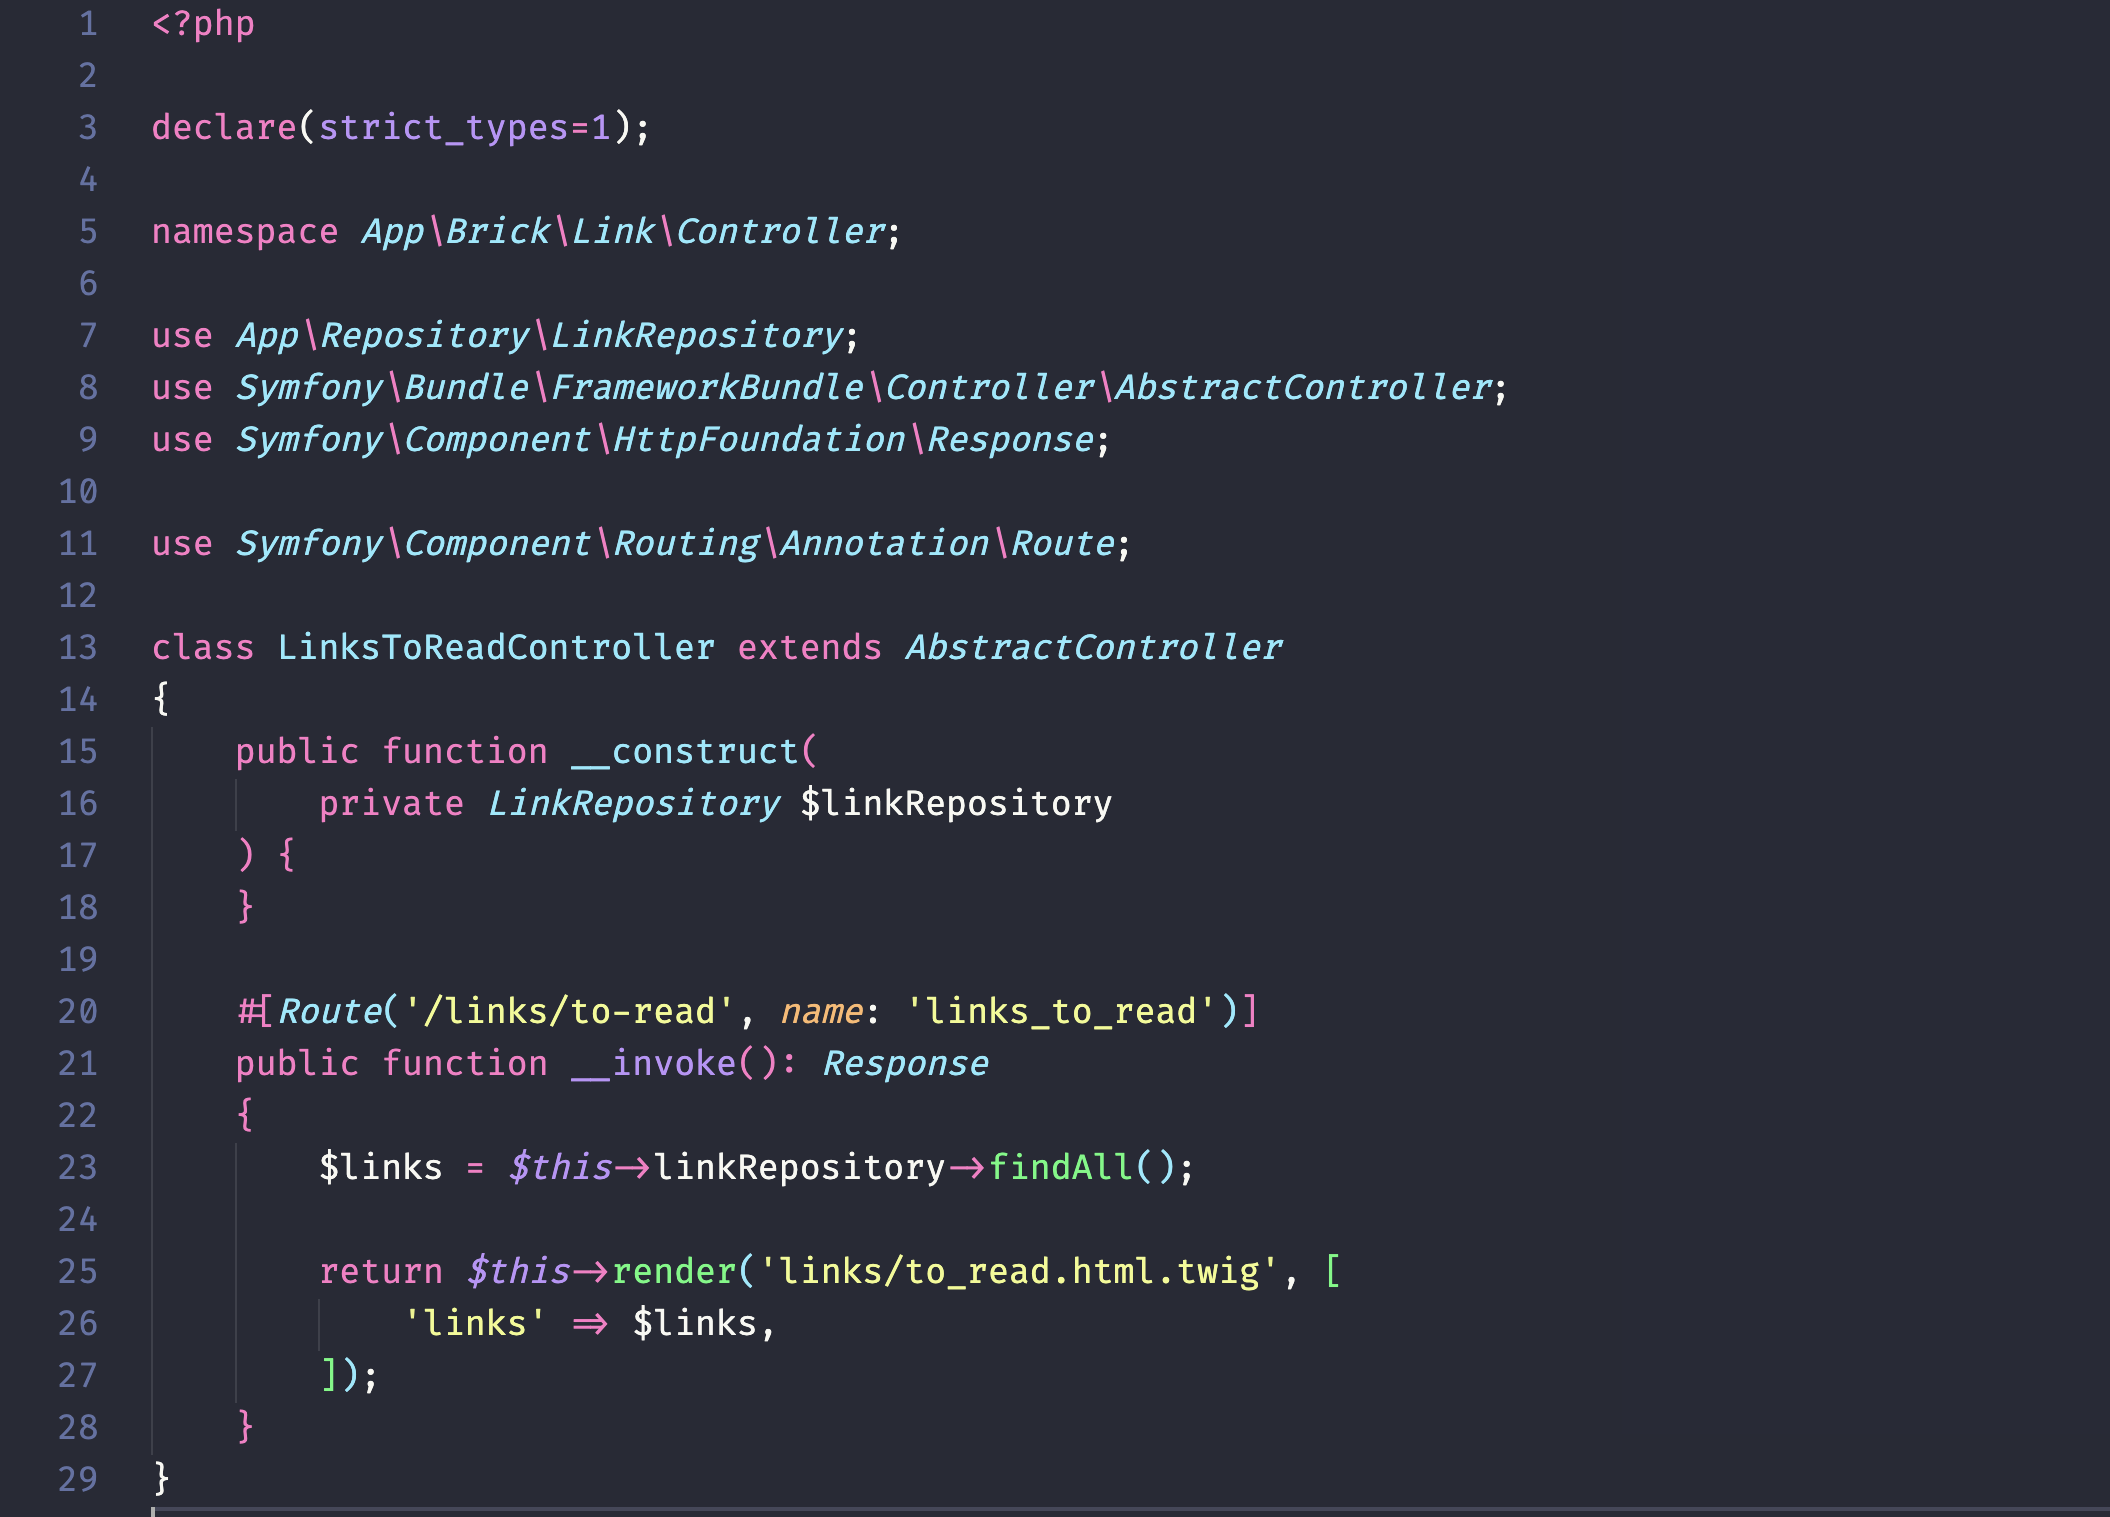 1 <?php
2
3 declare(strict_types=1);
4
5 namespace App\Brick\Link\Controller;
6
7 use App\Repository\LinkRepository;
8 use Symfony\Bundle\FrameworkBundle\Controller\AbstractController;
9 use Symfony\Component\HttpFoundation\Response;
10
11 use Symfony\Component\Routing\Annotation\Route;
12
13 class LinksToReadController extends AbstractController
14 {
15     public function __construct(
16         private LinkRepository $linkRepository
17     ) {
18     }
19
20     #[Route('/links/to-read', name: 'links_to_read')]
21     public function __invoke(): Response
22     {
23         $links = $this->linkRepository->findAll();
24
25         return $this->render('links/to_read.html.twig', [
26             'links' => $links,
27         ]);
28     }
29 }